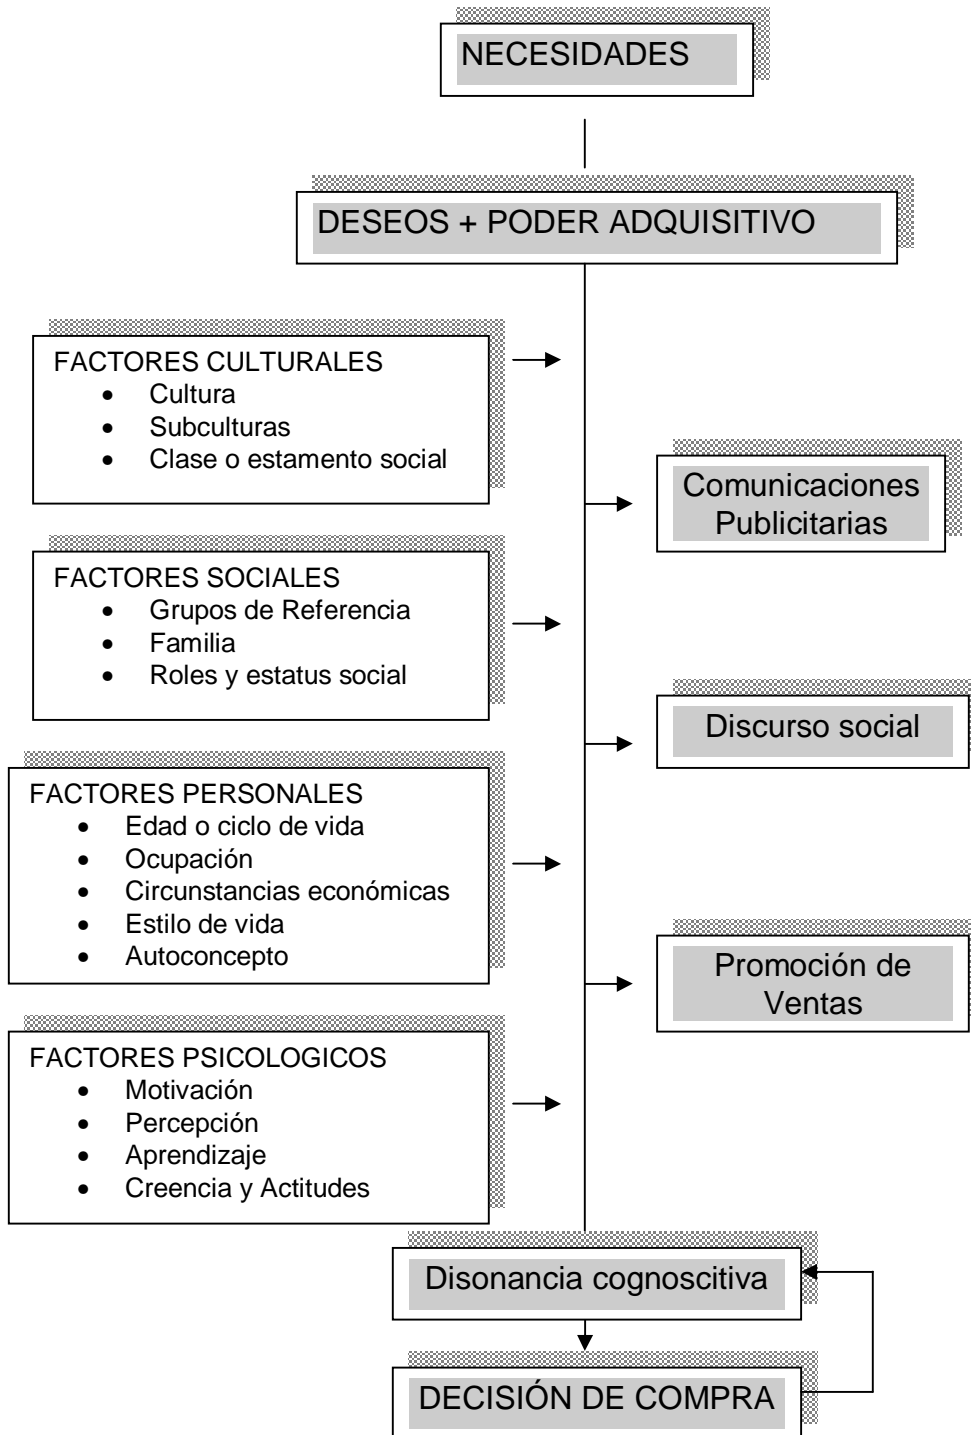 NECESIDADES
DESEOS + PODER ADQUISITIVO
FACTORES CULTURALES
• Cultura
• Subculturas
• Clase o estamento social
Comunicaciones
Publicitarias
FACTORES SOCIALES
• Grupos de Referencia
• Familia
• Roles y estatus social
Discurso social
FACTORES PERSONALES
• Edad o ciclo de vida
• Ocupación
• Circunstancias económicas
• Estilo de vida
• Autoconcepto
Promoción de
Ventas
FACTORES PSICOLOGICOS
• Motivación
• Percepción
• Aprendizaje
• Creencia y Actitudes
Disonancia cognoscitiva
DECISIÓN DE COMPRA